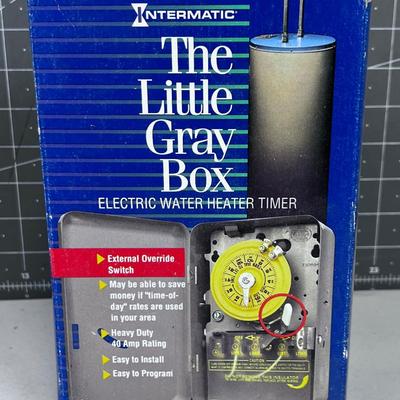 INTERMATIC®
The
Little
Gray
Box
ELECTRIC WATER HEATER TIMER
External Override
Switch
May be able to save
money if "time-of-
day" rates are used
in your area
Heavy Duty
40 Amp Rating
Easy to Install
Easy to Program